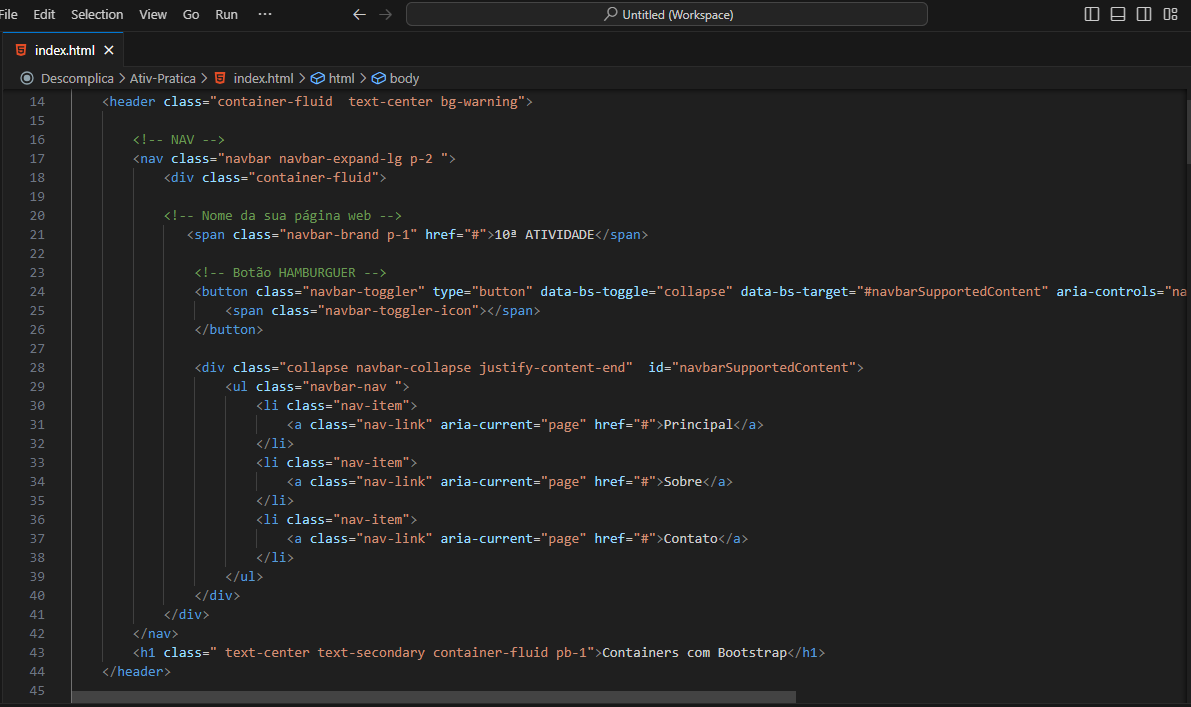 File Edit Selection View Go Run ···
Untitled (Workspace)
index.html
Descomplica > Ativ-Pratica > index.html > html > body
14 <header class="container-fluid  text-center bg-warning">
15
16 <!-- NAV -->
17 <nav class="navbar navbar-expand-lg p-2 ">
18 <div class="container-fluid">
19
20 <!-- Nome da sua página web -->
21 <span class="navbar-brand p-1" href="#">10ª ATIVIDADE</span>
22
23 <!-- Botão HAMBURGUER -->
24 <button class="navbar-toggler" type="button" data-bs-toggle="collapse" data-bs-target="#navbarSupportedContent" aria-controls="na
25 <span class="navbar-toggler-icon"></span>
26 </button>
27
28 <div class="collapse navbar-collapse justify-content-end"  id="navbarSupportedContent">
29 <ul class="navbar-nav ">
30 <li class="nav-item">
31 <a class="nav-link" aria-current="page" href="#">Principal</a>
32 </li>
33 <li class="nav-item">
34 <a class="nav-link" aria-current="page" href="#">Sobre</a>
35 </li>
36 <li class="nav-item">
37 <a class="nav-link" aria-current="page" href="#">Contato</a>
38 </li>
39 </ul>
40 </div>
41 </div>
42 </nav>
43 <h1 class=" text-center text-secondary container-fluid pb-1">Containers com Bootstrap</h1>
44 </header>
45